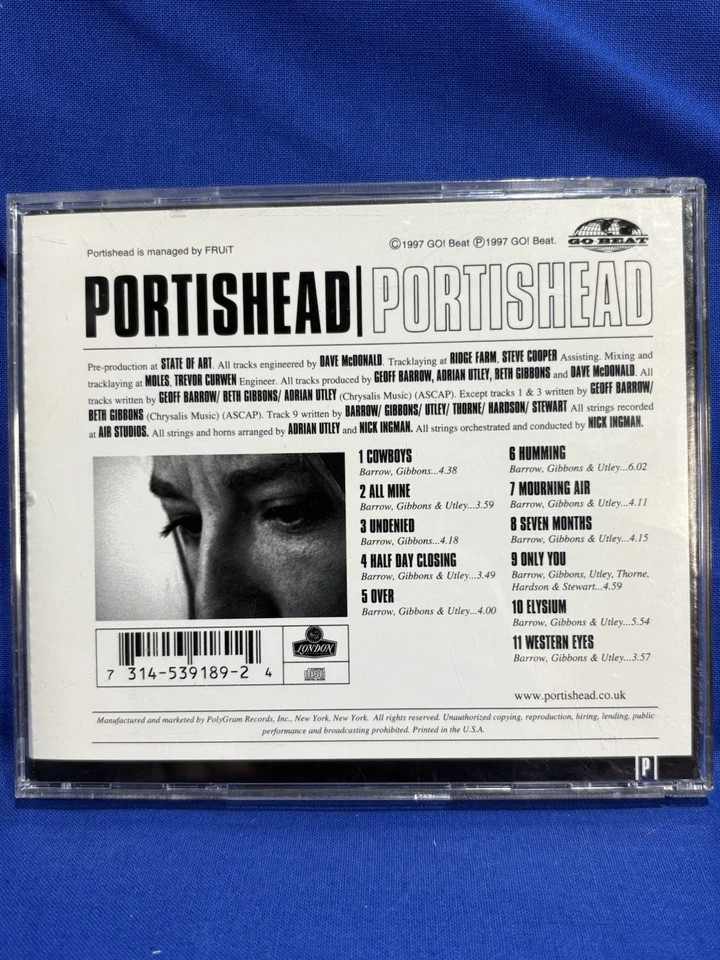 Portishead is managed by FRUiT
©1997 GO! Beat ℗1997 GO! Beat.
GO BEAT
PORTISHEAD|PORTISHEAD
Pre-production at STATE OF ART. All tracks engineered by DAVE McDONALD. Tracklaying at RIDGE FARM, STEVE COOPER Assisting. Mixing and
tracklaying at MOLES, TREVOR CURWEN Engineer. All tracks produced by GEOFF BARROW, ADRIAN UTLEY, BETH GIBBONS and DAVE McDONALD. All
tracks written by GEOFF BARROW/ BETH GIBBONS/ ADRIAN UTLEY (Chrysalis Music) (ASCAP). Except tracks 1 & 3 written by GEOFF BARROW/
BETH GIBBONS (Chrysalis Music) (ASCAP). Track 9 written by BARROW/ GIBBONS/ UTLEY/ THORNE/ HARDSON/ STEWART All strings recorded
at AIR STUDIOS. All strings and horns arranged by ADRIAN UTLEY and NICK INGMAN. All strings orchestrated and conducted by NICK INGMAN.
1 COWBOYS
Barrow, Gibbons...4.38
2 ALL MINE
Barrow, Gibbons & Utley...3.59
3 UNDENIED
Barrow, Gibbons...4.18
4 HALF DAY CLOSING
Barrow, Gibbons & Utley...3.49
5 OVER
Barrow, Gibbons & Utley...4.00
6 HUMMING
Barrow, Gibbons & Utley...6.02
7 MOURNING AIR
Barrow, Gibbons & Utley...4.11
8 SEVEN MONTHS
Barrow, Gibbons & Utley...4.15
9 ONLY YOU
Barrow, Gibbons, Utley, Thorne,
Hardson & Stewart...4.59
10 ELYSIUM
Barrow, Gibbons & Utley...5.54
11 WESTERN EYES
Barrow, Gibbons & Utley...3.57
LONDON
7 314-539189-2 4
www.portishead.co.uk
Manufactured and marketed by PolyGram Records, Inc., New York, New York. All rights reserved. Unauthorized copying, reproduction, hiring, lending, public
performance and broadcasting prohibited. Printed in the U.S.A.
P